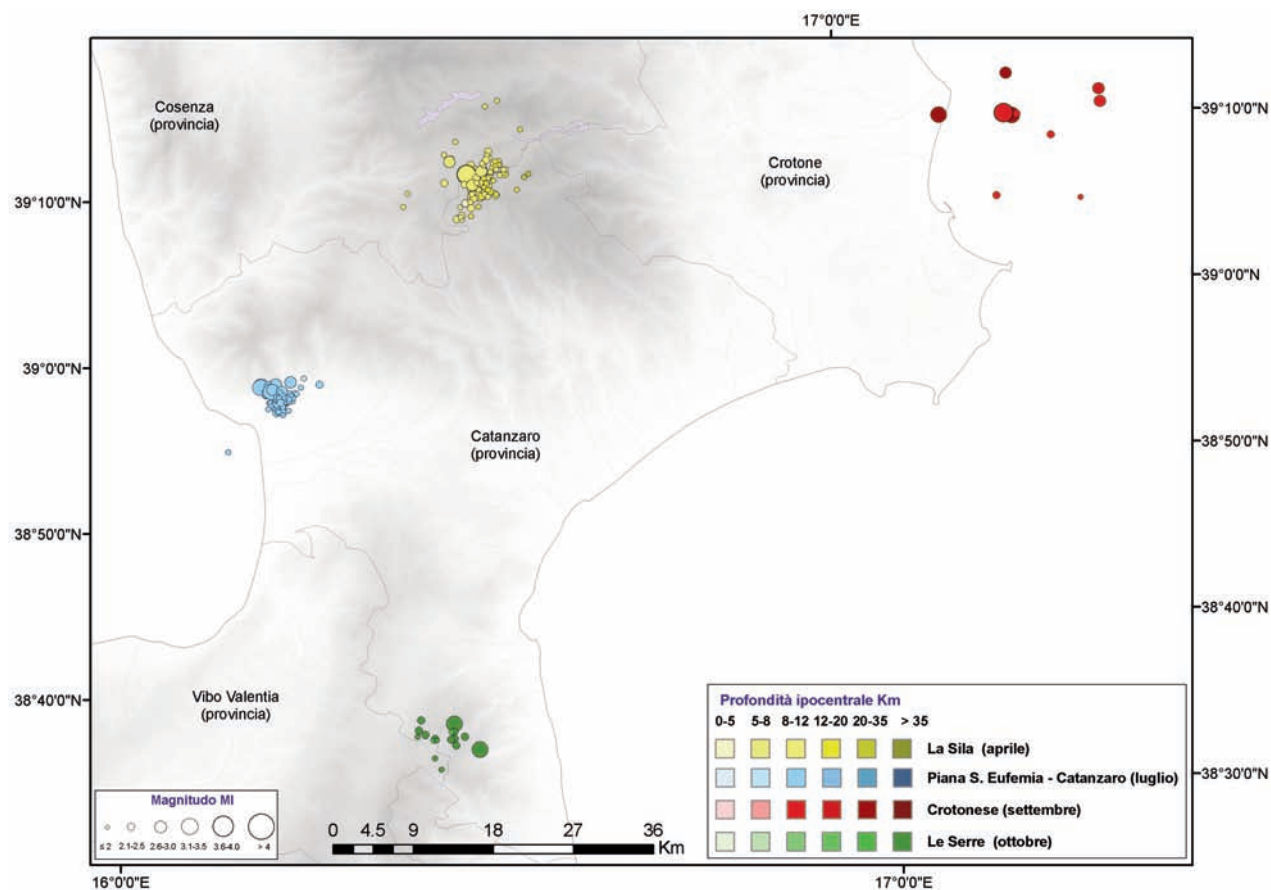 17°0'0"E
Cosenza
(provincia)
39°10'0"N
Crotone
(provincia)
39°10'0"N
39°0'0"N
39°0'0"N
Catanzaro
(provincia)
38°50'0"N
38°50'0"N
38°40'0"N
Vibo Valentia
(provincia)
38°40'0"N
38°30'0"N
Profondità ipocentrale Km
0-5 5-8 8-12 12-20 20-35 > 35
La Sila (aprile)
Piana S. Eufemia - Catanzaro (luglio)
Crotonese (settembre)
Le Serre (ottobre)
Magnitudo Ml
≤ 2 2.1-2.5 2.6-3.0 3.1-3.5 3.6-4.0 > 4
0 4.5 9 18 27 36
Km
16°0'0"E
17°0'0"E